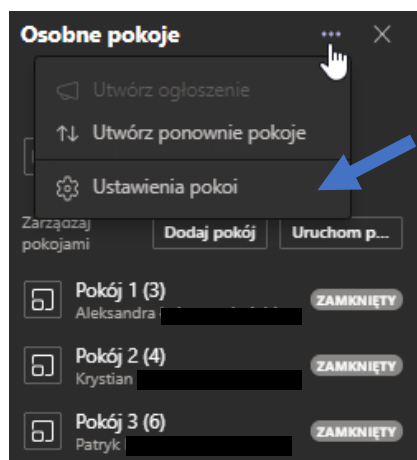 Osobne pokoje
Utwórz ogłoszenie
Utwórz ponownie pokoje
Ustawienia pokoi
Zarządzaj
pokojami
Dodaj pokój
Uruchom p...
Pokój 1 (3)
ZAMKNIĘTY
Aleksandra
Pokój 2 (4)
ZAMKNIĘTY
Krystian
Pokój 3 (6)
ZAMKNIĘTY
Patryk